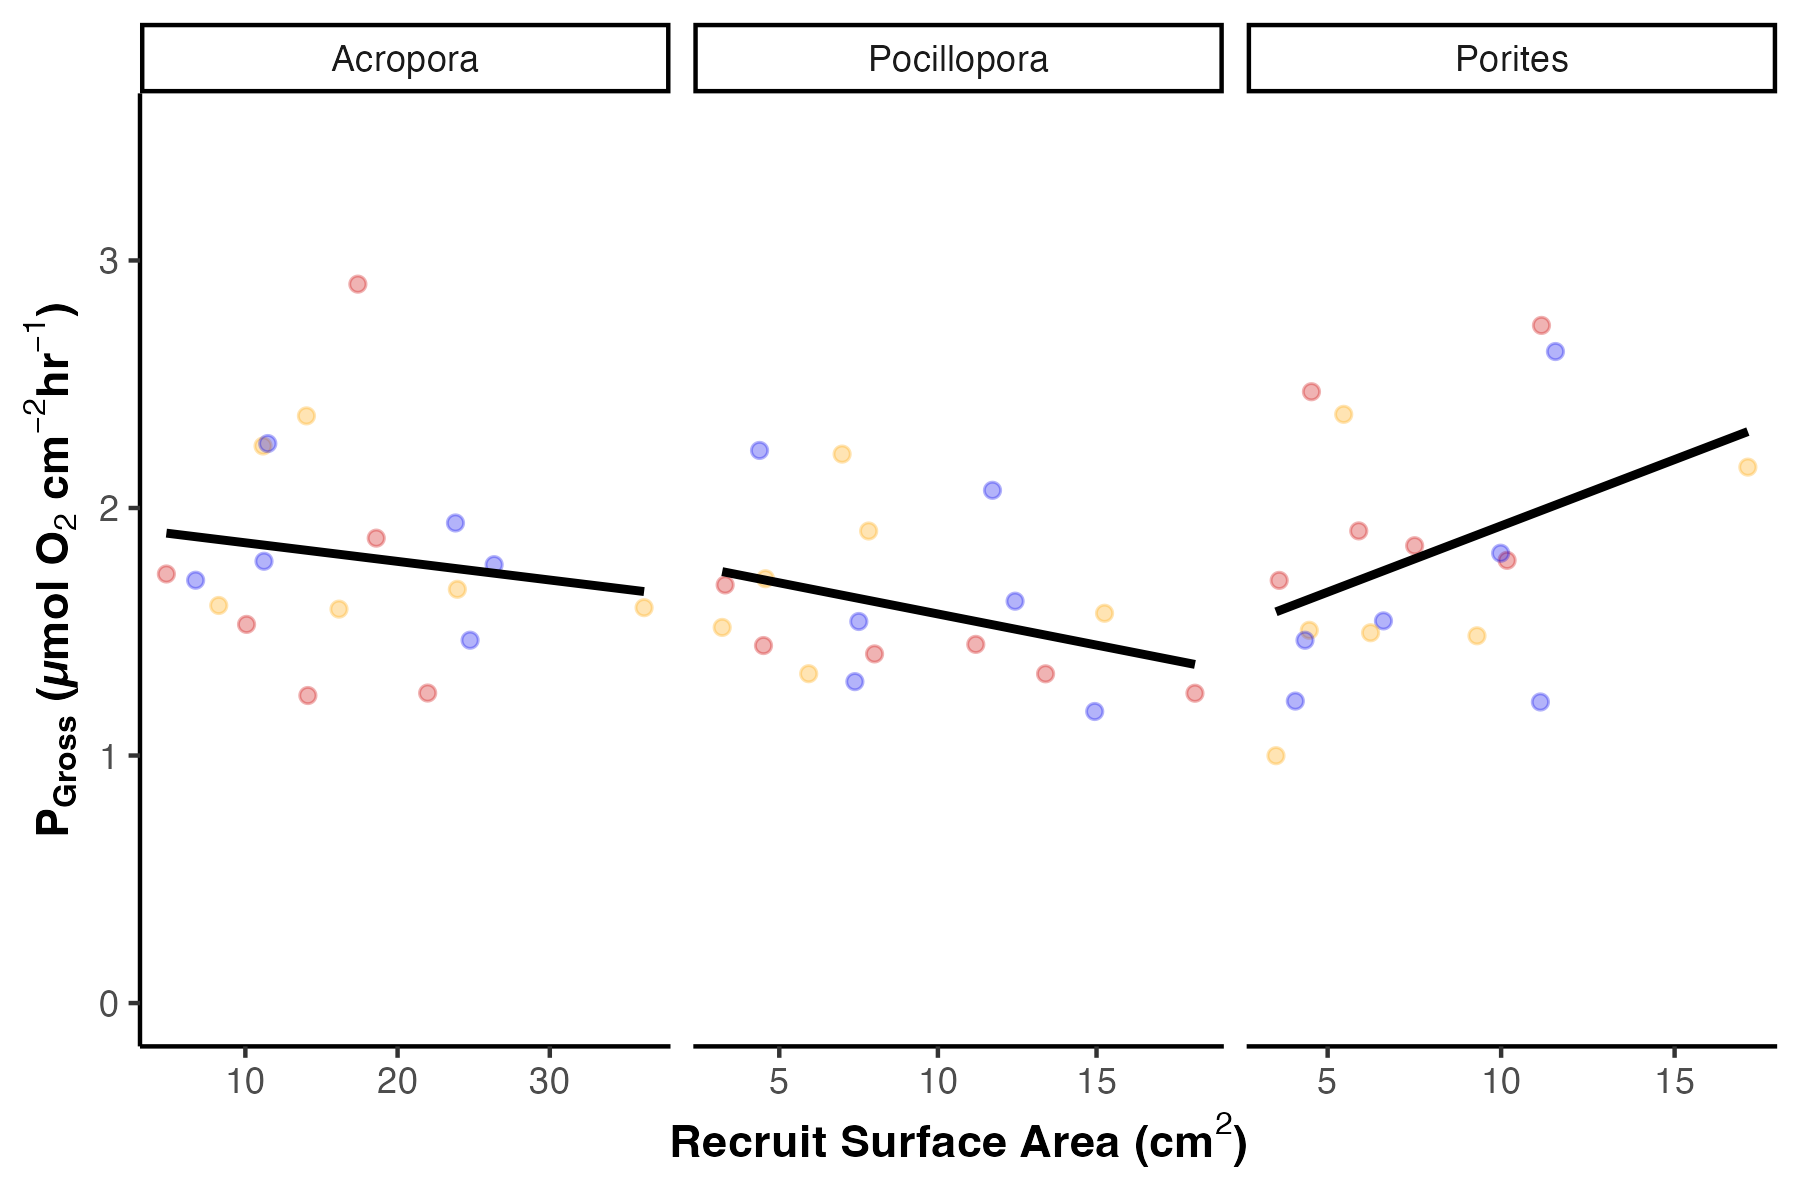 Acropora Pocillopora Porites
3
2
1
0
P_Gross (µmol O₂ cm⁻²hr⁻¹)
10 20 30 5 10 15 5 10 15
Recruit Surface Area (cm²)